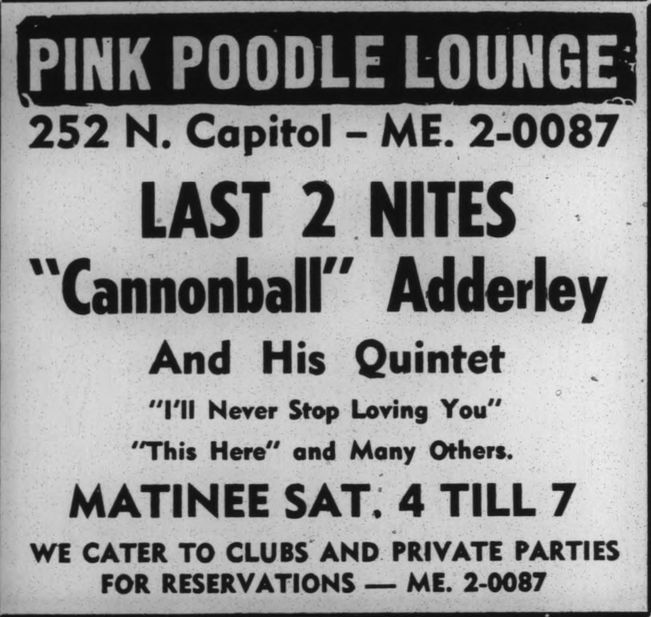 PINK POODLE LOUNGE
252 N. Capitol – ME. 2-0087
LAST 2 NITES
"Cannonball" Adderley
And His Quintet
"I'll Never Stop Loving You"
"This Here" and Many Others.
MATINEE SAT. 4 TILL 7
WE CATER TO CLUBS AND PRIVATE PARTIES
FOR RESERVATIONS — ME. 2-0087